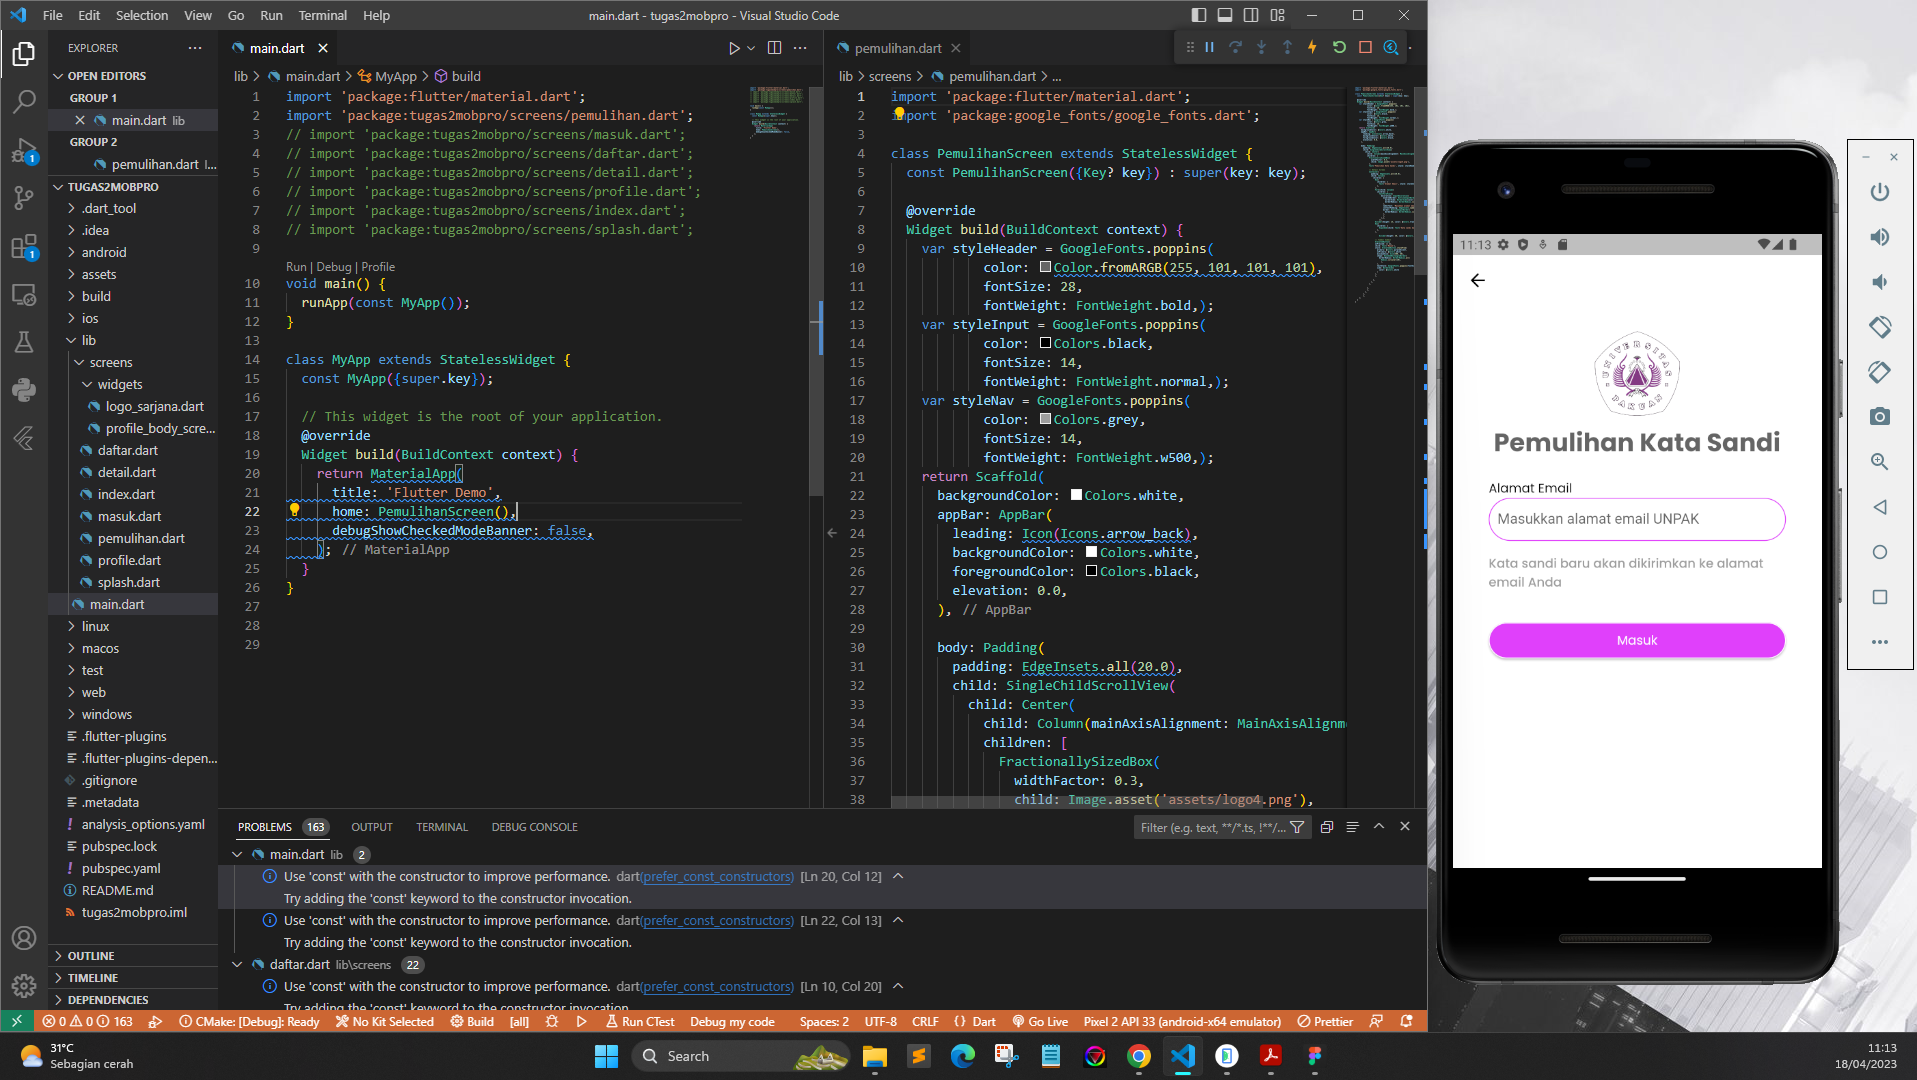 File Edit Selection View Go Run Terminal Help
main.dart - tugas2mobpro - Visual Studio Code
EXPLORER
OPEN EDITORS
GROUP 1
main.dart lib
GROUP 2
pemulihan.dart l...
TUGAS2MOBPRO
.dart_tool
.idea
android
assets
build
ios
lib
screens
widgets
logo_sarjana.dart
profile_body_scre...
daftar.dart
detail.dart
index.dart
masuk.dart
pemulihan.dart
profile.dart
splash.dart
main.dart
linux
macos
test
web
windows
.flutter-plugins
.flutter-plugins-depen...
.gitignore
.metadata
analysis_options.yaml
pubspec.lock
pubspec.yaml
README.md
tugas2mobpro.iml
OUTLINE
TIMELINE
DEPENDENCIES
main.dart
lib > main.dart > MyApp > build
1 import 'package:flutter/material.dart';
2 import 'package:tugas2mobpro/screens/pemulihan.dart';
3 // import 'package:tugas2mobpro/screens/masuk.dart';
4 // import 'package:tugas2mobpro/screens/daftar.dart';
5 // import 'package:tugas2mobpro/screens/detail.dart';
6 // import 'package:tugas2mobpro/screens/profile.dart';
7 // import 'package:tugas2mobpro/screens/index.dart';
8 // import 'package:tugas2mobpro/screens/splash.dart';
9
Run | Debug | Profile
10 void main() {
11 runApp(const MyApp());
12 }
13
14 class MyApp extends StatelessWidget {
15 const MyApp({super.key});
16
17 // This widget is the root of your application.
18 @override
19 Widget build(BuildContext context) {
20 return MaterialApp(
21 title: 'Flutter Demo',
22 home: PemulihanScreen(),
23 debugShowCheckedModeBanner: false,
24 ); // MaterialApp
25 }
26 }
27
28
29
pemulihan.dart
lib > screens > pemulihan.dart > ...
1 import 'package:flutter/material.dart';
2 import 'package:google_fonts/google_fonts.dart';
3
4 class PemulihanScreen extends StatelessWidget {
5 const PemulihanScreen({Key? key}) : super(key: key);
6
7 @override
8 Widget build(BuildContext context) {
9 var styleHeader = GoogleFonts.poppins(
10 color: Color.fromARGB(255, 101, 101, 101),
11 fontSize: 28,
12 fontWeight: FontWeight.bold,);
13 var styleInput = GoogleFonts.poppins(
14 color: Colors.black,
15 fontSize: 14,
16 fontWeight: FontWeight.normal,);
17 var styleNav = GoogleFonts.poppins(
18 color: Colors.grey,
19 fontSize: 14,
20 fontWeight: FontWeight.w500,);
21 return Scaffold(
22 backgroundColor: Colors.white,
23 appBar: AppBar(
24 leading: Icon(Icons.arrow_back),
25 backgroundColor: Colors.white,
26 foregroundColor: Colors.black,
27 elevation: 0.0,
28 ), // AppBar
29
30 body: Padding(
31 padding: EdgeInsets.all(20.0),
32 child: SingleChildScrollView(
33 child: Center(
34 child: Column(mainAxisAlignment: MainAxisAlignm
35 children: [
36 FractionallySizedBox(
37 widthFactor: 0.3,
38 child: Image.asset('assets/logo4.png'),
PROBLEMS 163 OUTPUT TERMINAL DEBUG CONSOLE
Filter (e.g. text, **/*.ts, !**/...
main.dart lib 2
Use 'const' with the constructor to improve performance. dart(prefer_const_constructors) [Ln 20, Col 12]
Try adding the 'const' keyword to the constructor invocation.
Use 'const' with the constructor to improve performance. dart(prefer_const_constructors) [Ln 22, Col 13]
Try adding the 'const' keyword to the constructor invocation.
daftar.dart lib\screens 22
Use 'const' with the constructor to improve performance. dart(prefer_const_constructors) [Ln 10, Col 20]
Try adding the 'const' keyword to the constructor invocation.
0 0 163 CMake: [Debug]: Ready No Kit Selected Build [all] Run CTest Debug my code Spaces: 2 UTF-8 CRLF {} Dart Go Live Pixel 2 API 33 (android-x64 emulator) Prettier
11:13
UNIVERSITAS
PAKUAN
Pemulihan Kata Sandi
Alamat Email
Masukkan alamat email UNPAK
Kata sandi baru akan dikirimkan ke alamat
email Anda
Masuk
31°C
Sebagian cerah
Search
11:13
18/04/2023
1
1